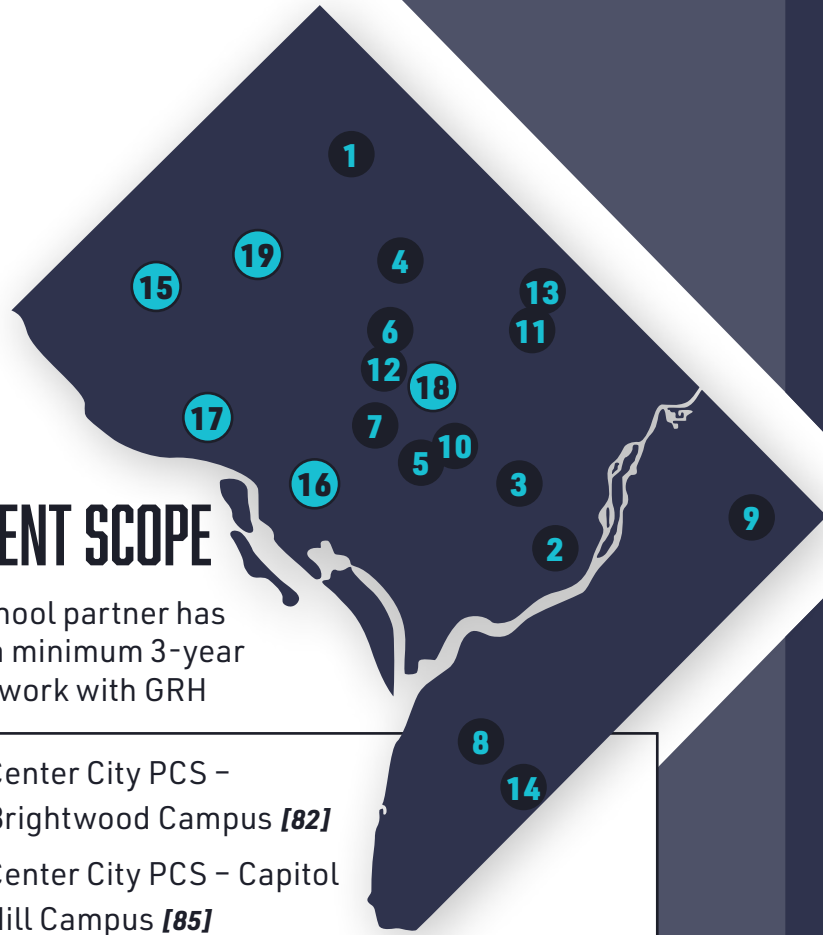 1
4
19
15
13
11
6
12
18
17
7
10
5
16
3
9
2
ENT SCOPE
hool partner has
a minimum 3-year
work with GRH
8
14
Center City PCS –
Brightwood Campus [82]
Center City PCS – Capitol
Hill Campus [85]